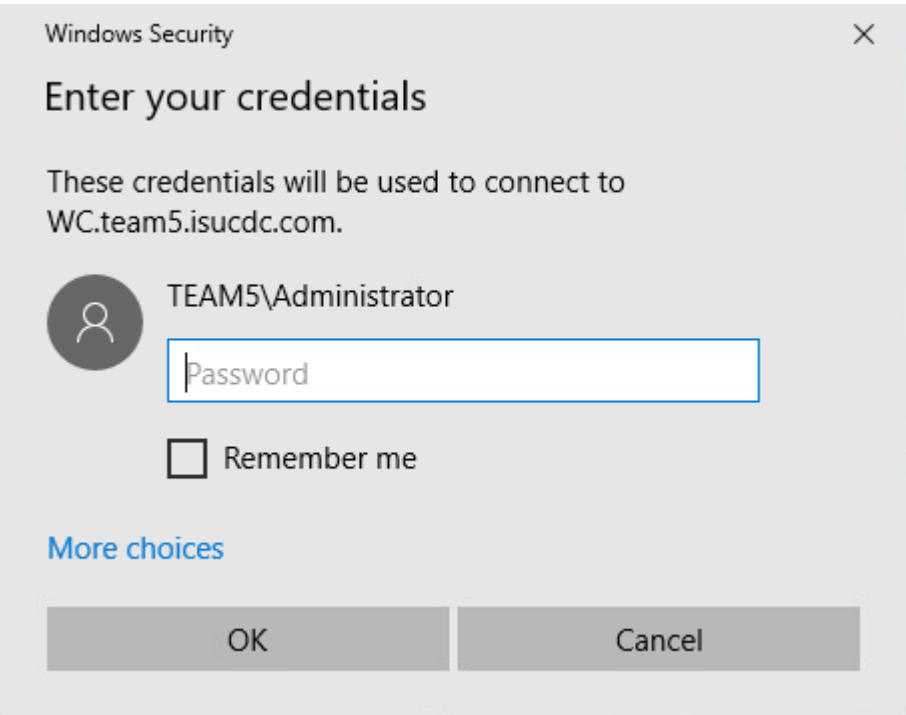 Windows Security
Enter your credentials
These credentials will be used to connect to
WC.team5.isucdc.com.
TEAM5\Administrator
Password
Remember me
More choices
OK
Cancel